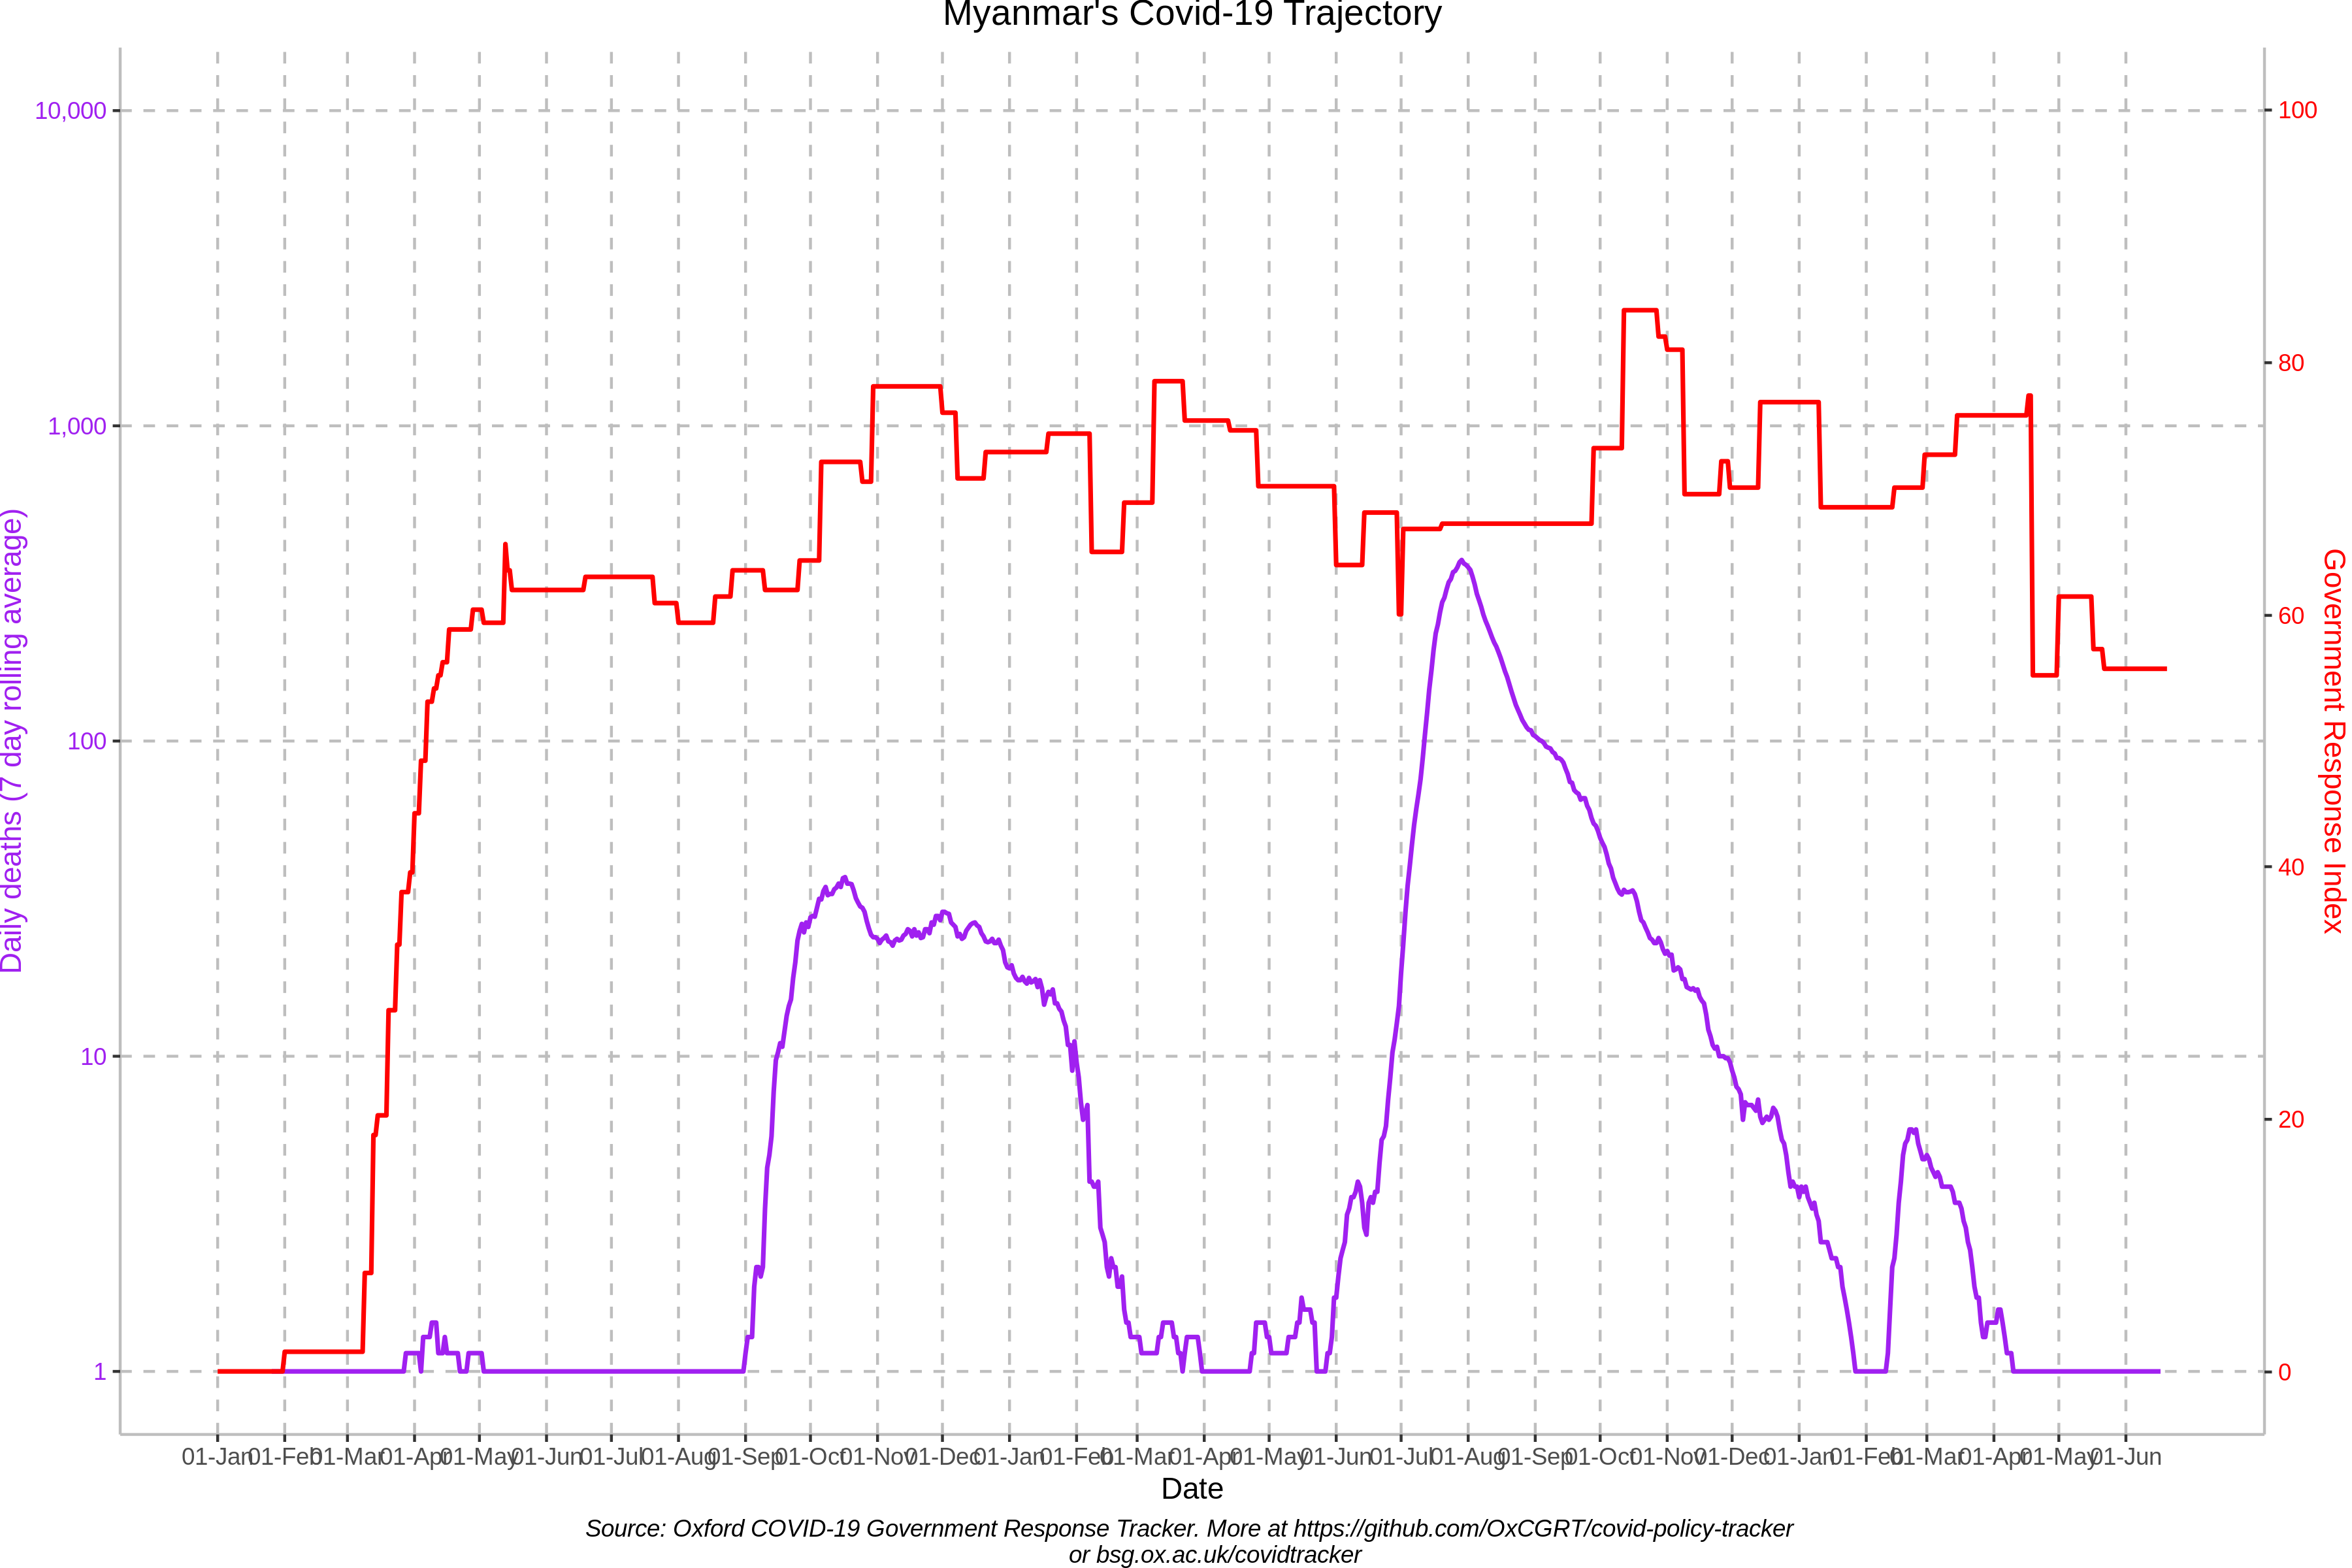 Myanmar's Covid-19 Trajectory
10,000
1,000
100
10
1
Daily deaths (7 day rolling average)
100
80
60
40
20
0
Government Response Index
01-Jan 01-Feb 01-Mar 01-Apr 01-May 01-Jun 01-Jul 01-Aug 01-Sep 01-Oct 01-Nov 01-Dec 01-Jan 01-Feb 01-Mar 01-Apr 01-May 01-Jun 01-Jul 01-Aug 01-Sep 01-Oct 01-Nov 01-Dec 01-Jan 01-Feb 01-Mar 01-Apr 01-May 01-Jun
Date
Source: Oxford COVID-19 Government Response Tracker. More at https://github.com/OxCGRT/covid-policy-tracker
or bsg.ox.ac.uk/covidtracker